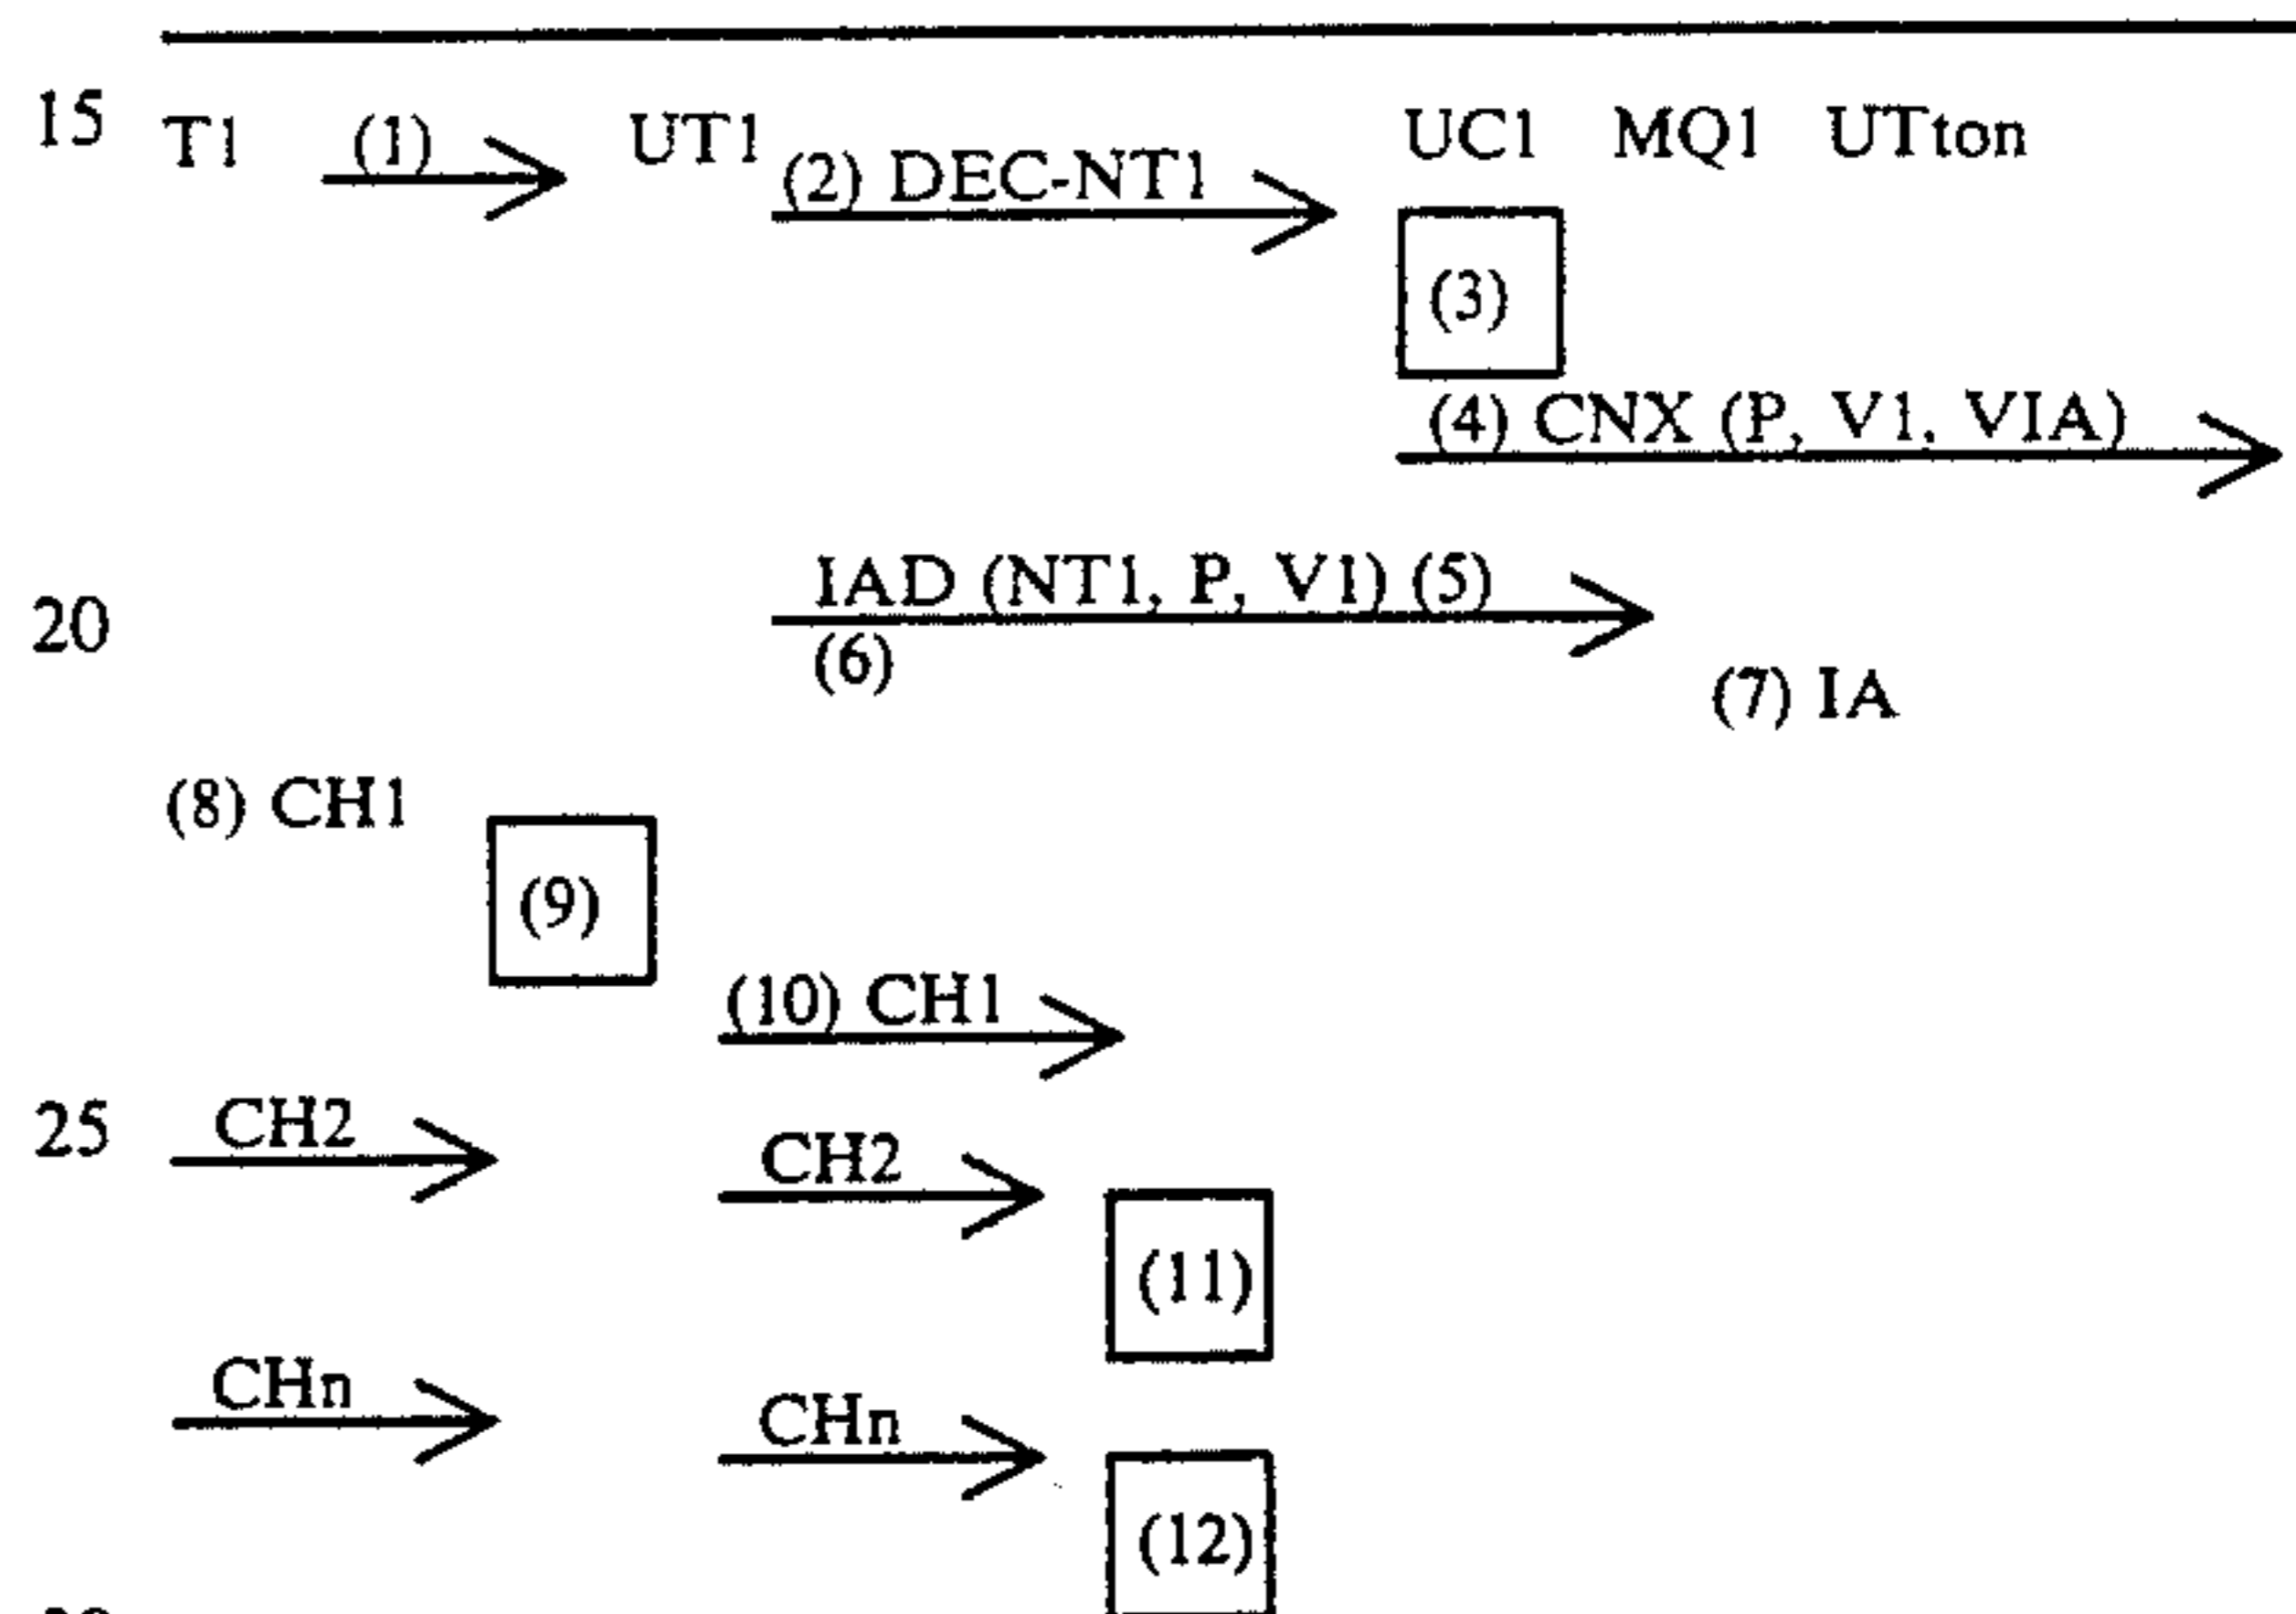 15 T1 (1) UT1 (2) DEC-NT1 UC1 MQ1 UTton
(3)
(4) CNX (P, V1, VIA)
20 IAD (NT1, P, V1) (5)
(6)
(7) IA
(8) CH1
(9)
(10) CH1
25 CH2 CH2
(11)
CHn CHn
(12)